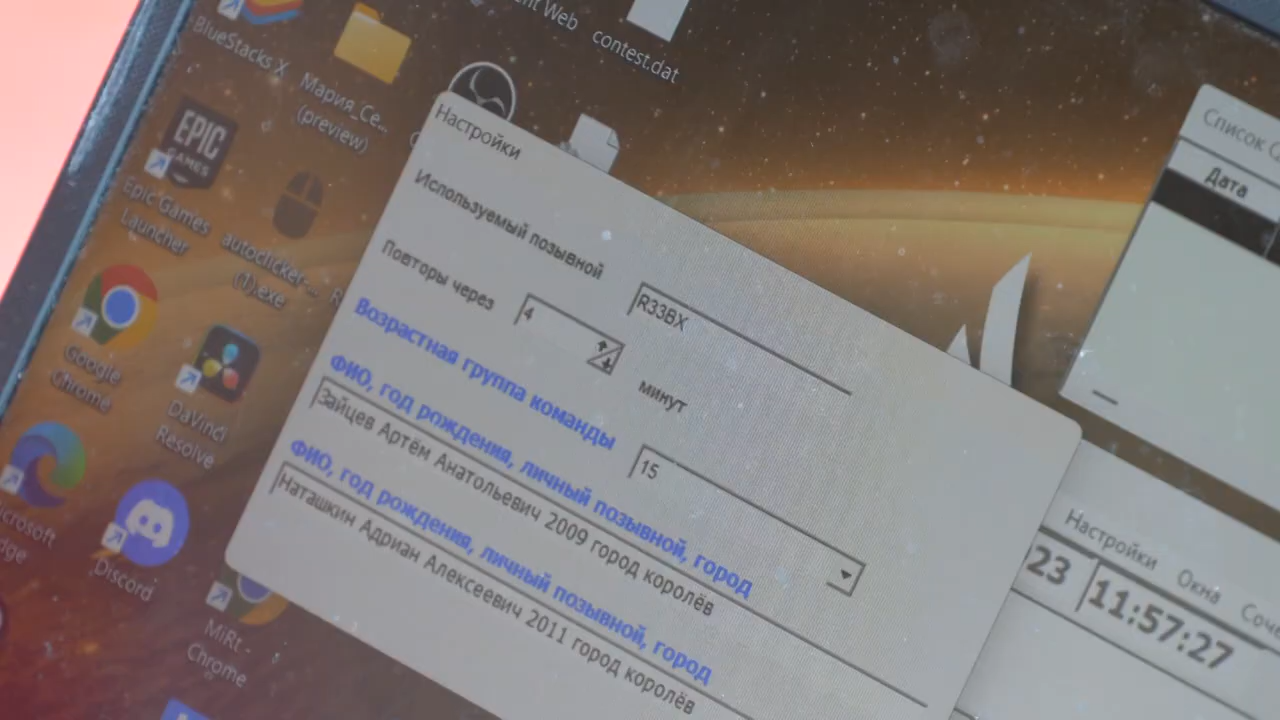 BlueStacks X
Мария_Се...
(preview)
Web
contest.dat
EPIC
GAMES
Epic Games
Launcher
autoclicker-...
(1).exe
Google
Chrome
DaVinci
Resolve
Discord
MiRt -
Chrome
Настройки
Используемый позывной
R33BX
Повторы через
4
минут
Возрастная группа команды
15
ФИО, год рождения, личный позывной, город
Зайцев Артём Анатольевич 2009 город королёв
ФИО, год рождения, личный позывной, город
Наташкин Адриан Алексеевич 2011 город королёв
Список
Дата
Настройки Окна
23 11:57:27